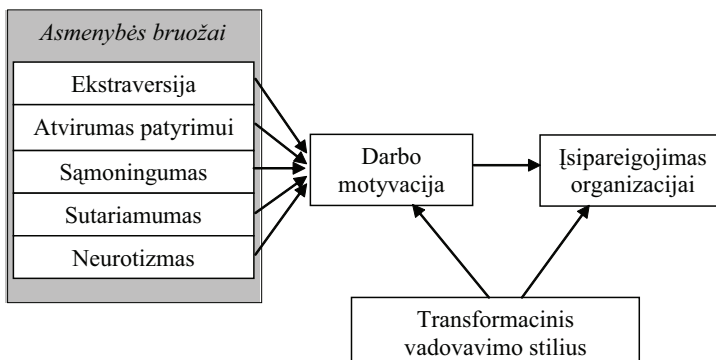 Asmenybės bruožai
Ekstraversija
Atvirumas patyrimui
Sąmoningumas
Sutariamumas
Neurotizmas
Darbo
motyvacija
Įsipareigojimas
organizacijai
Transformacinis
vadovavimo stilius